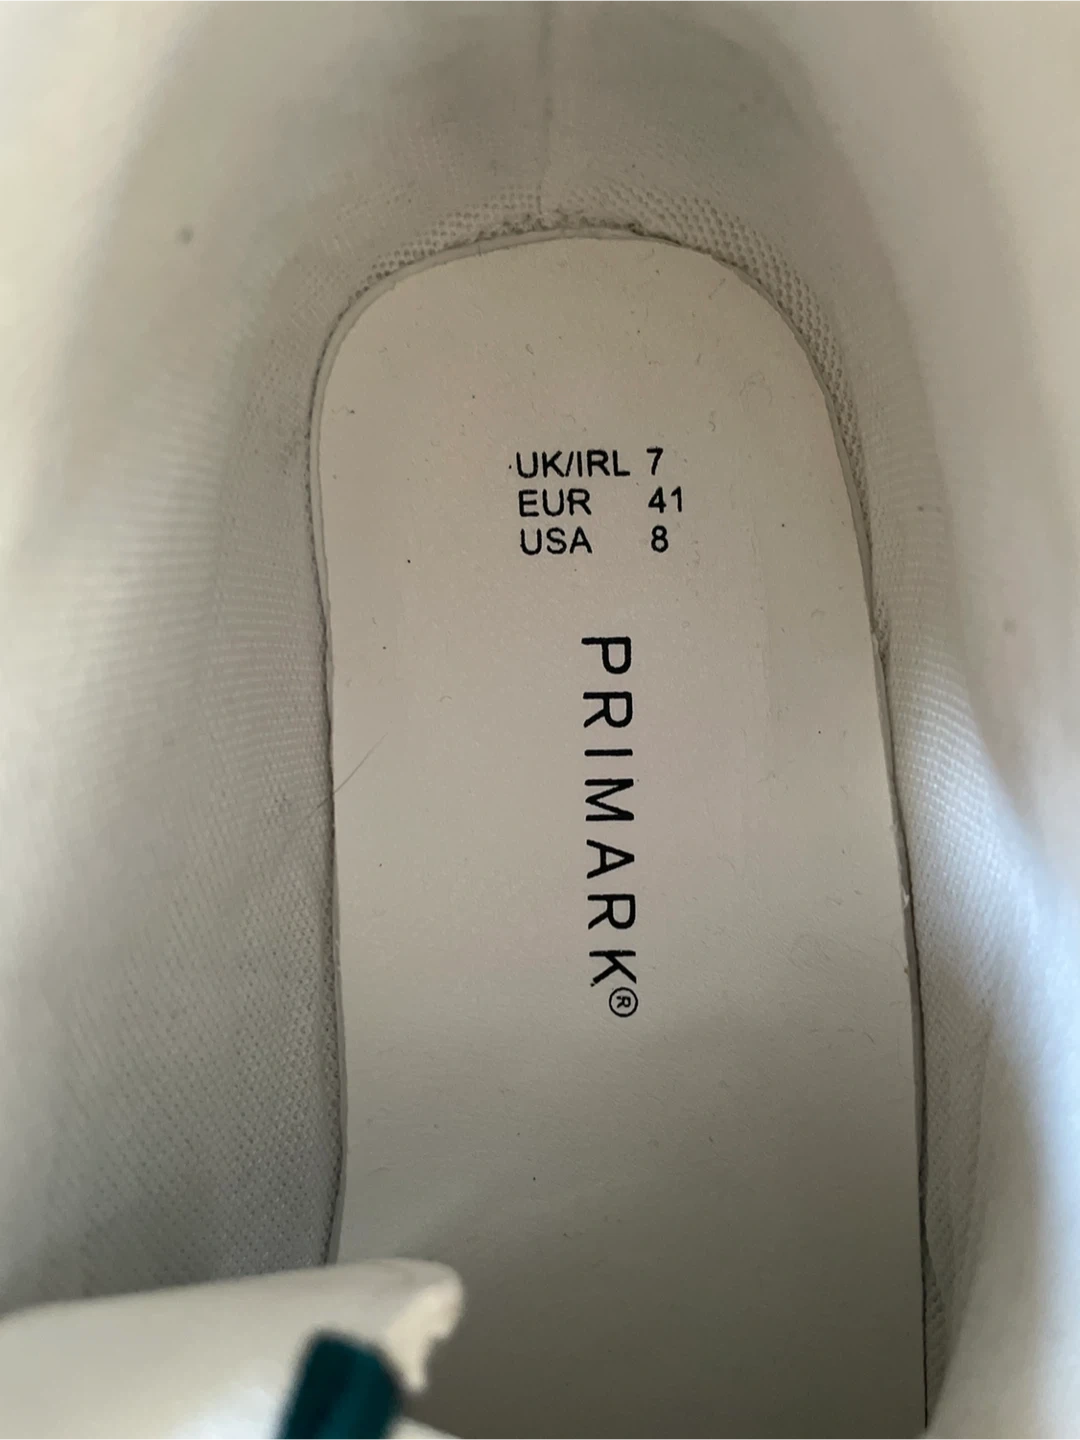 UK/IRL 7
EUR 41
USA 8
PRIMARK®